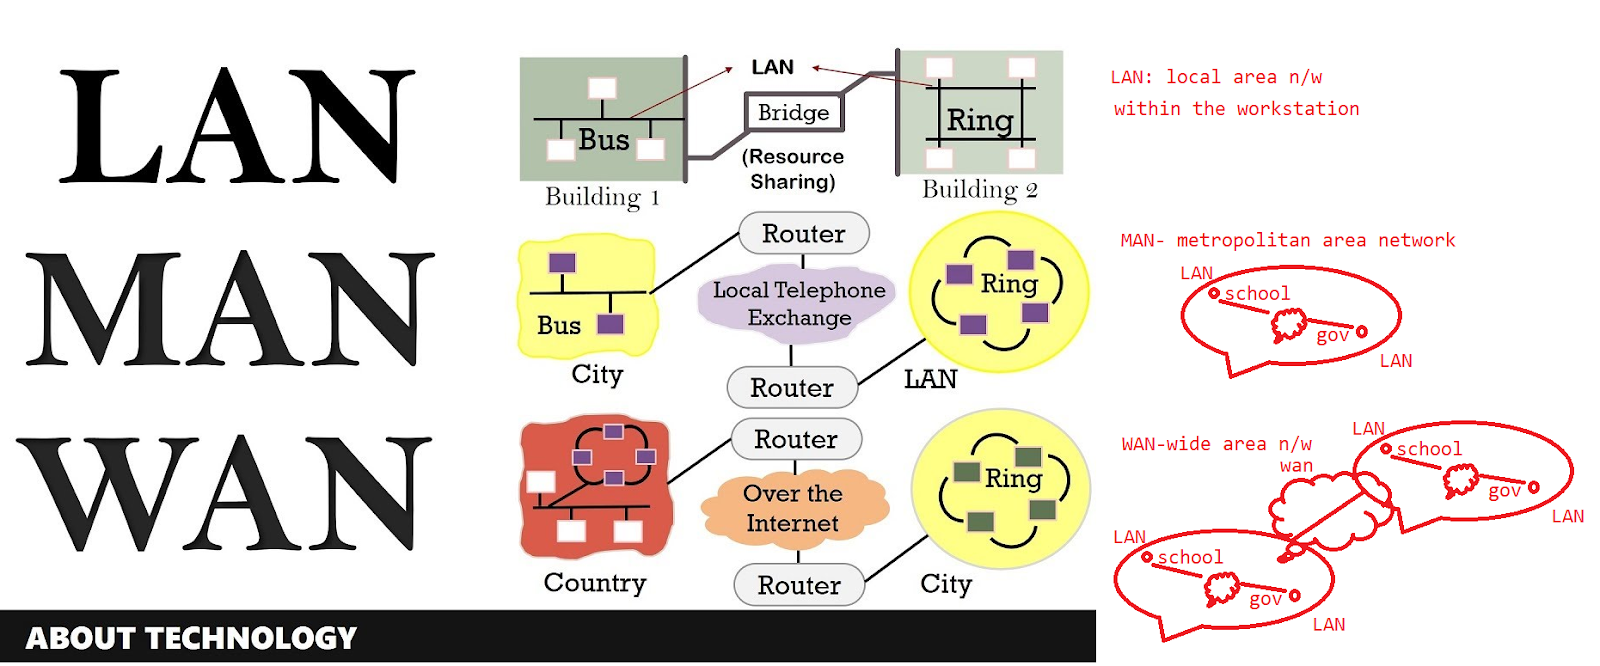 LAN
LAN
Bus
Bridge
Ring
(Resource
Sharing)
Building 1
Building 2
LAN: local area n/w
within the workstation
MAN
Router
Bus
Local Telephone
Exchange
Ring
City
Router
LAN
MAN- metropolitan area network
LAN
school
gov
LAN
WAN
Router
Over the
Internet
Ring
Country
Router
City
WAN-wide area n/w
wan
LAN
school
gov
LAN
LAN
school
gov
LAN
ABOUT TECHNOLOGY